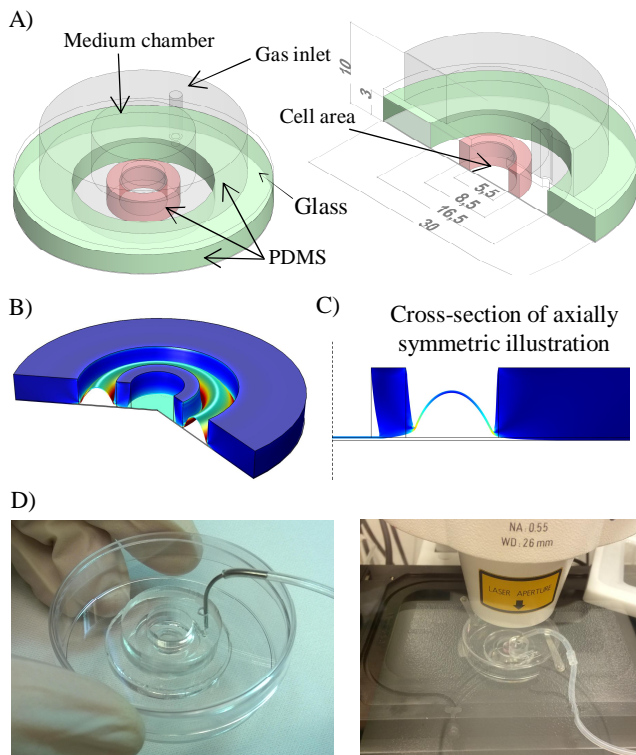 A)
Medium chamber
Gas inlet
Glass
PDMS
10
3
Cell area
5,5
8,5
16,5
30
B)
C)
Cross-section of axially
symmetric illustration
D)
NA : 0.55
WD : 26 mm
LASER APERTURE